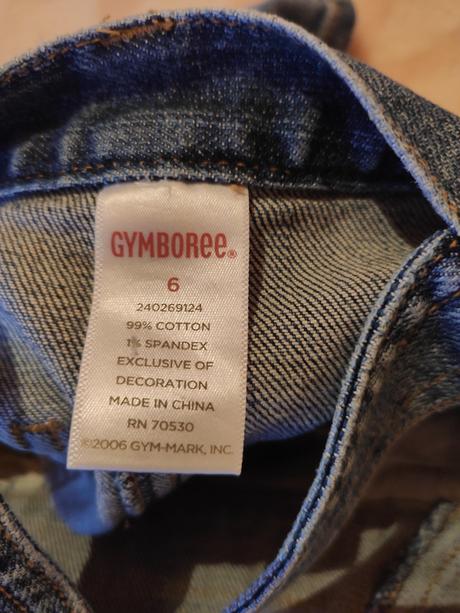 GYMBOREE®
6
240269124
99% COTTON
1% SPANDEX
EXCLUSIVE OF
DECORATION
MADE IN CHINA
RN 70530
©2006 GYM-MARK, INC.